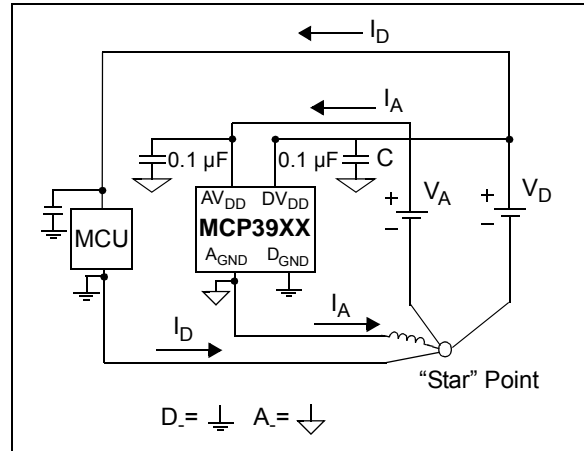 I_D
I_A
0.1 µF
0.1 µF
C
AV_DD
DV_DD
V_A
V_D
+
−
+
−
MCU
MCP39XX
A_GND
D_GND
I_D
I_A
“Star” Point
D_-=
A_-=